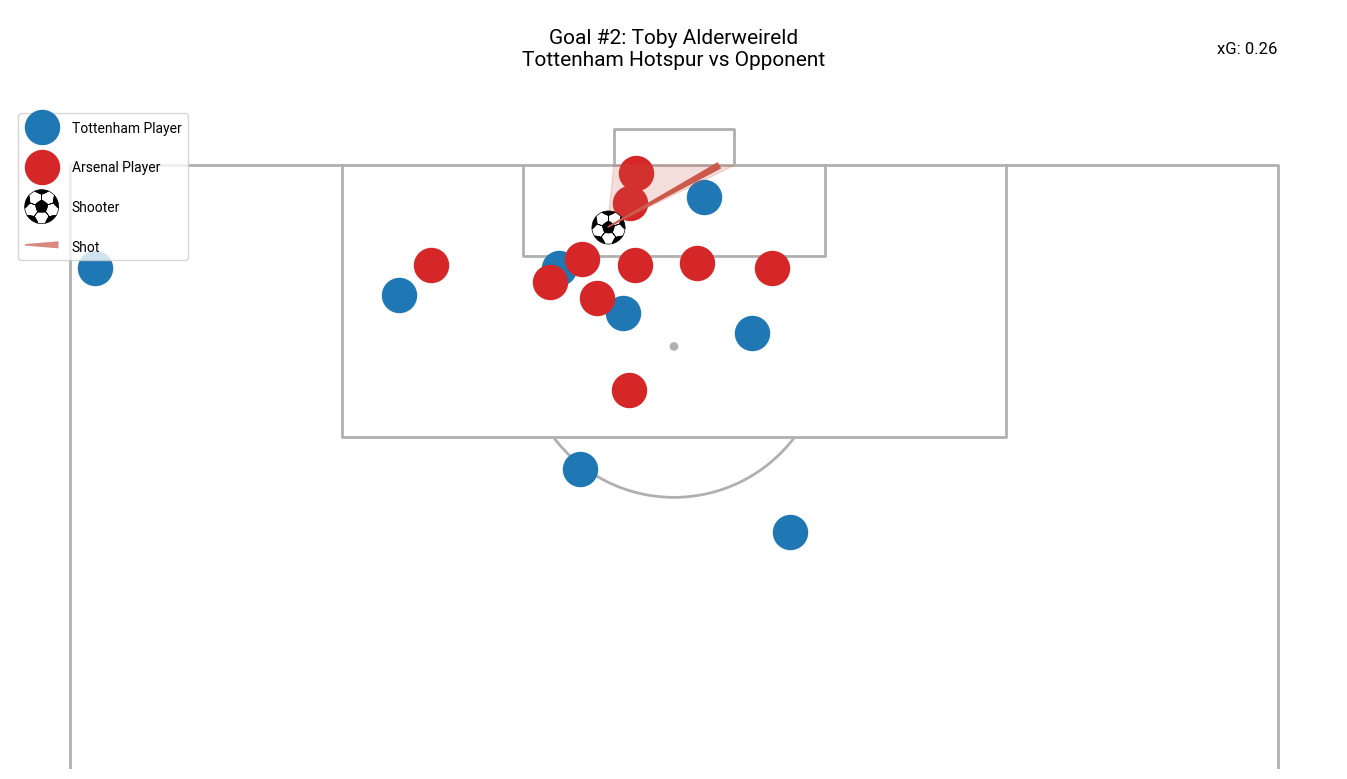 Goal #2: Toby Alderweireld
Tottenham Hotspur vs Opponent
xG: 0.26
Tottenham Player
Arsenal Player
Shooter
Shot